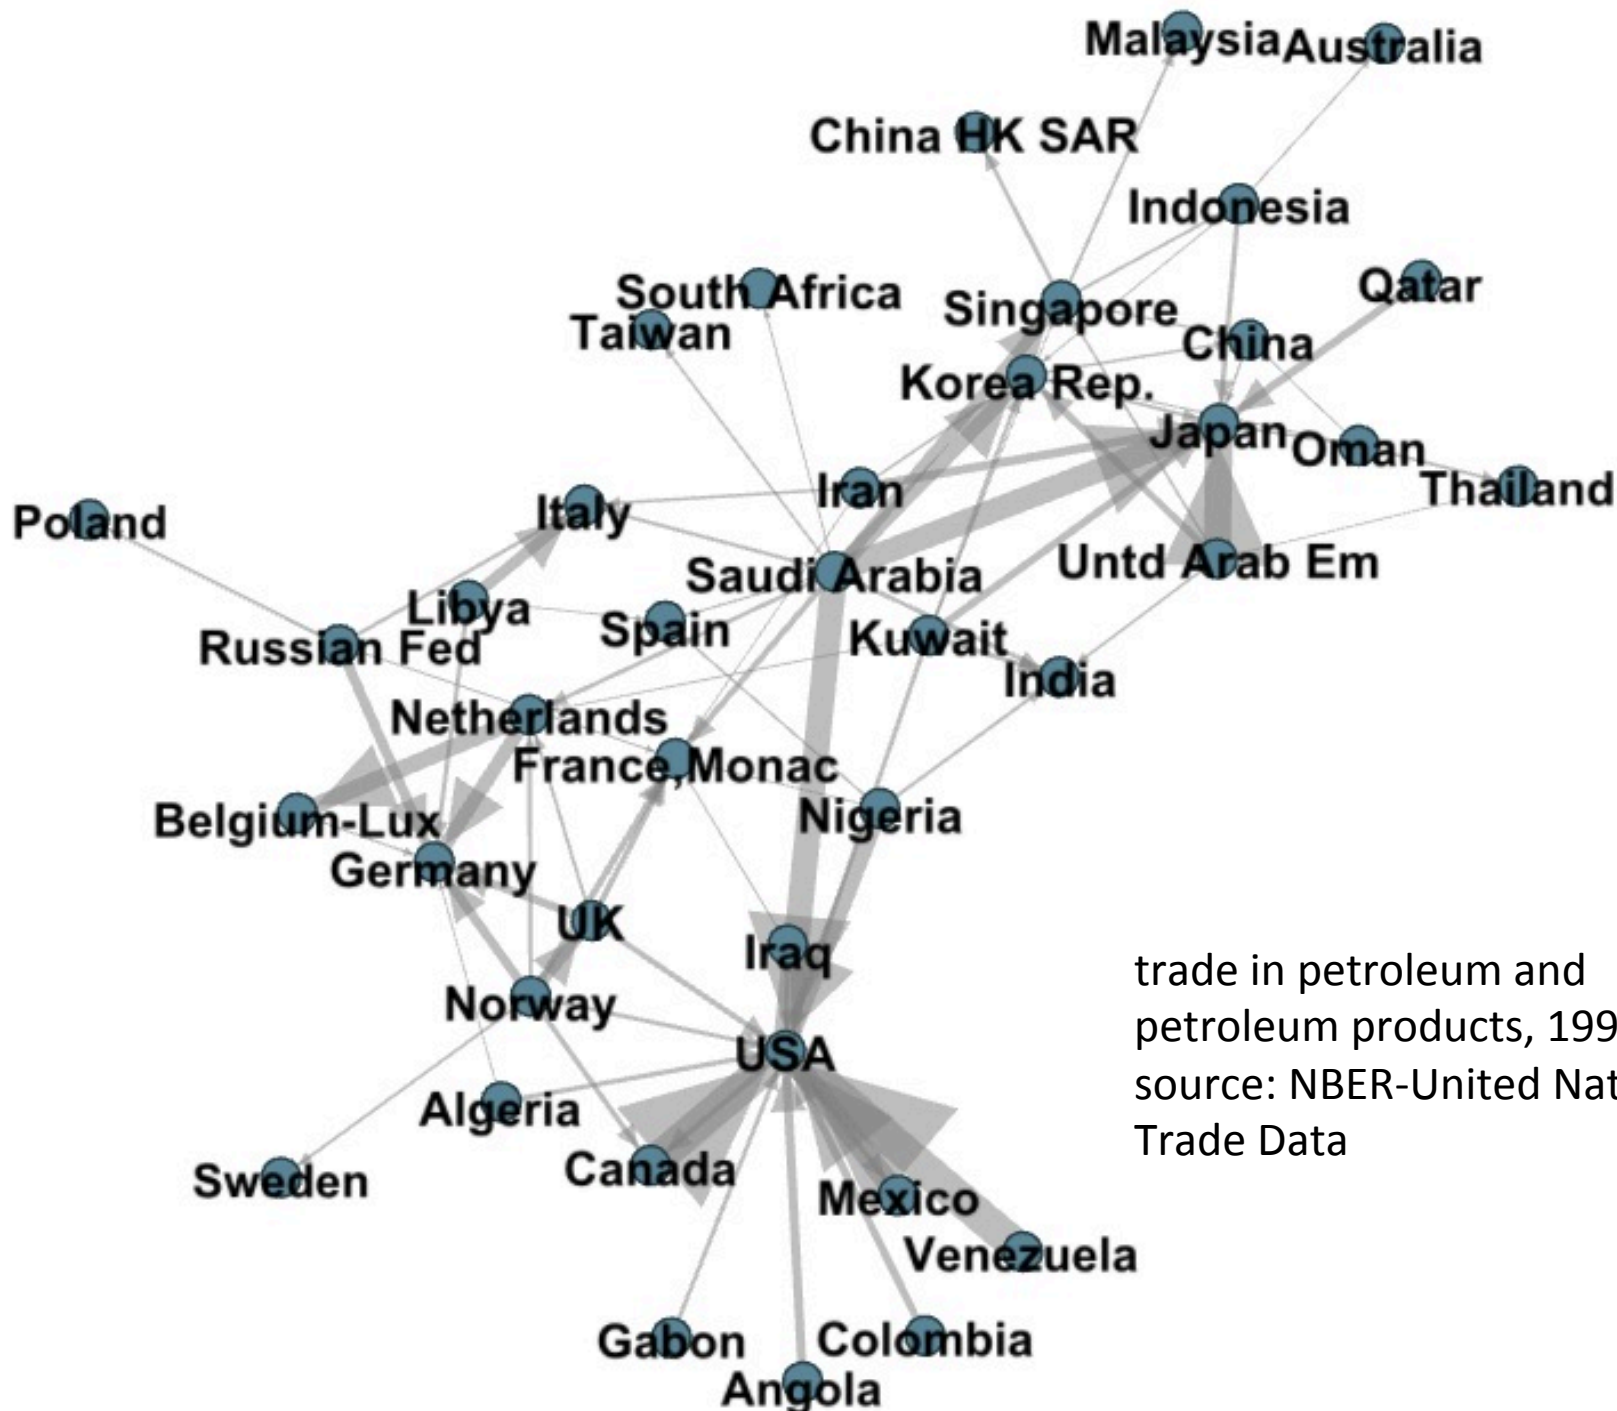 Malaysia
Australia
China HK SAR
Indonesia
South Africa
Singapore
Qatar
Taiwan
China
Korea Rep.
Japan
Oman
Italy
Iran
Thailand
Poland
Saudi Arabia
Untd Arab Em
Libya
Spain
Kuwait
Russian Fed
India
Netherlands
France,Monac
Belgium-Lux
Nigeria
Germany
UK
Iraq
Norway
USA
trade in petroleum and
petroleum products, 199
source: NBER-United Nat
Trade Data
Algeria
Canada
Sweden
Mexico
Venezuela
Gabon
Colombia
Angola